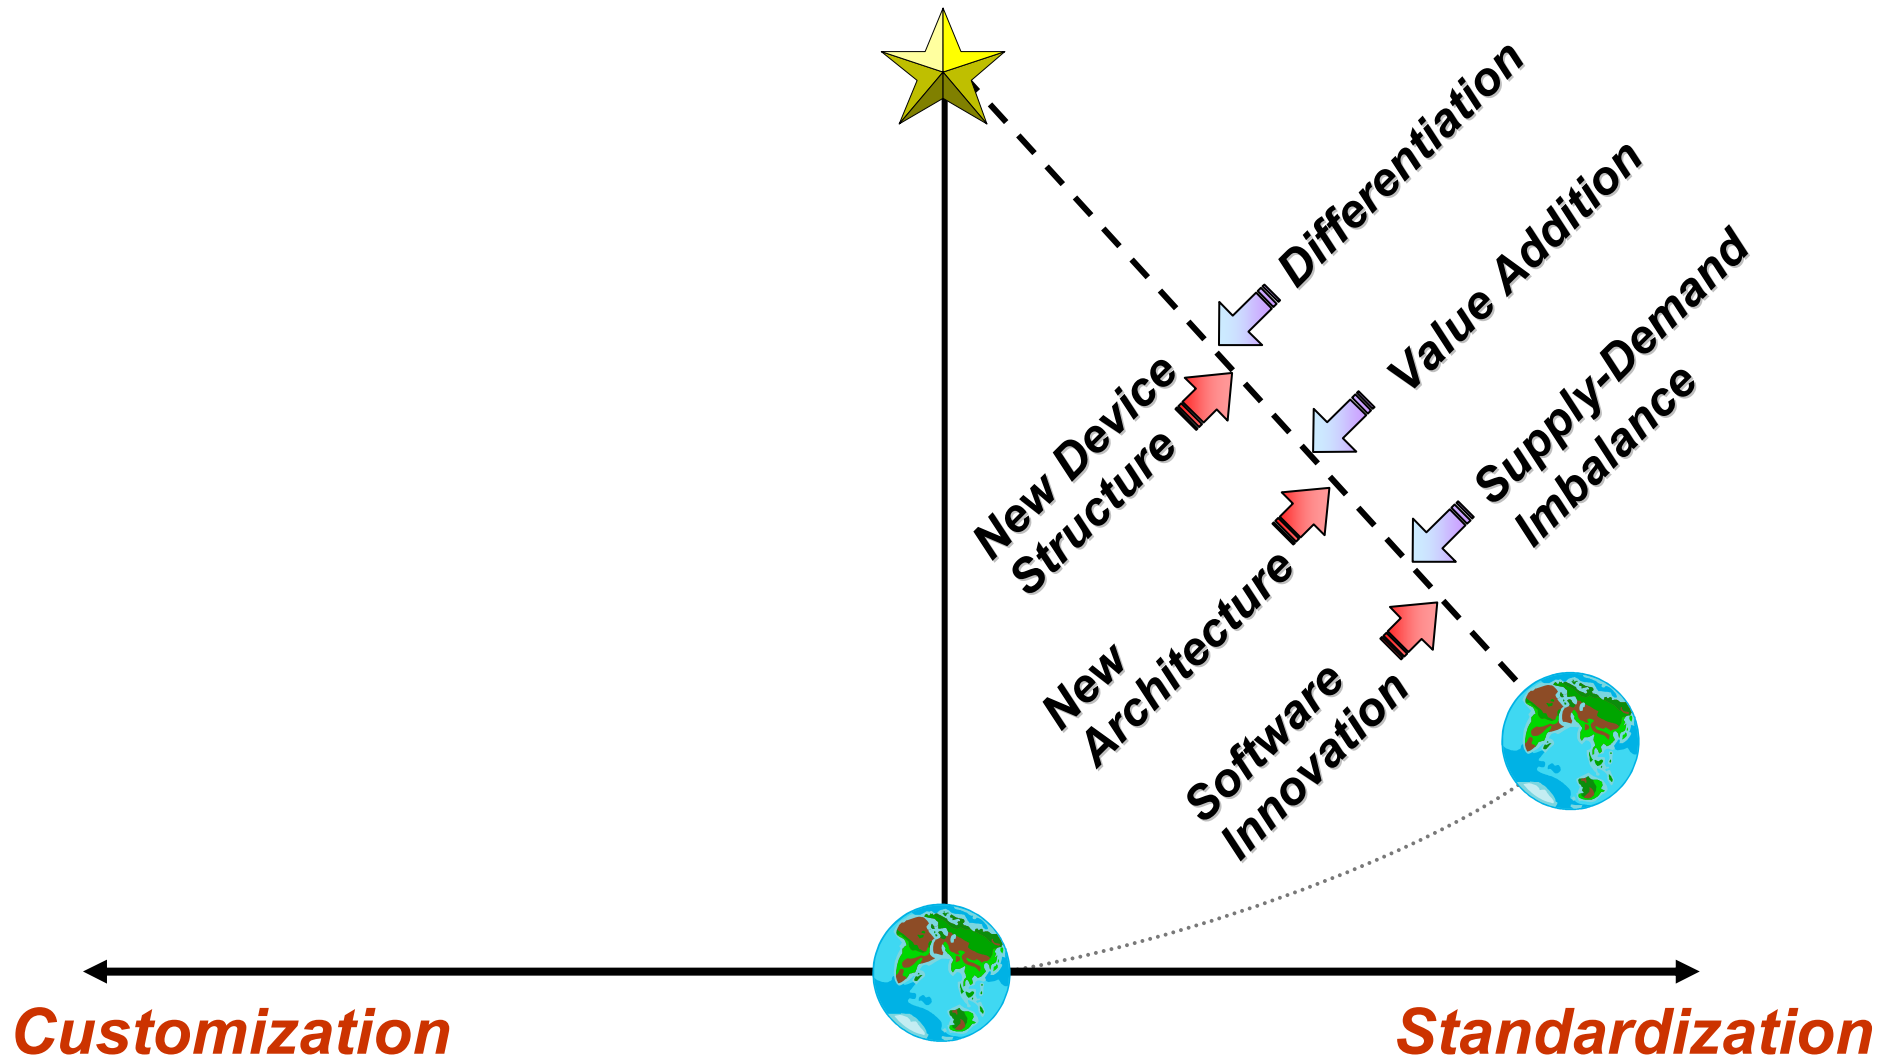 Differentiation
Value Addition
Supply-Demand
Imbalance
New Device
Structure
New
Architecture
Software
Innovation
Customization
Standardization